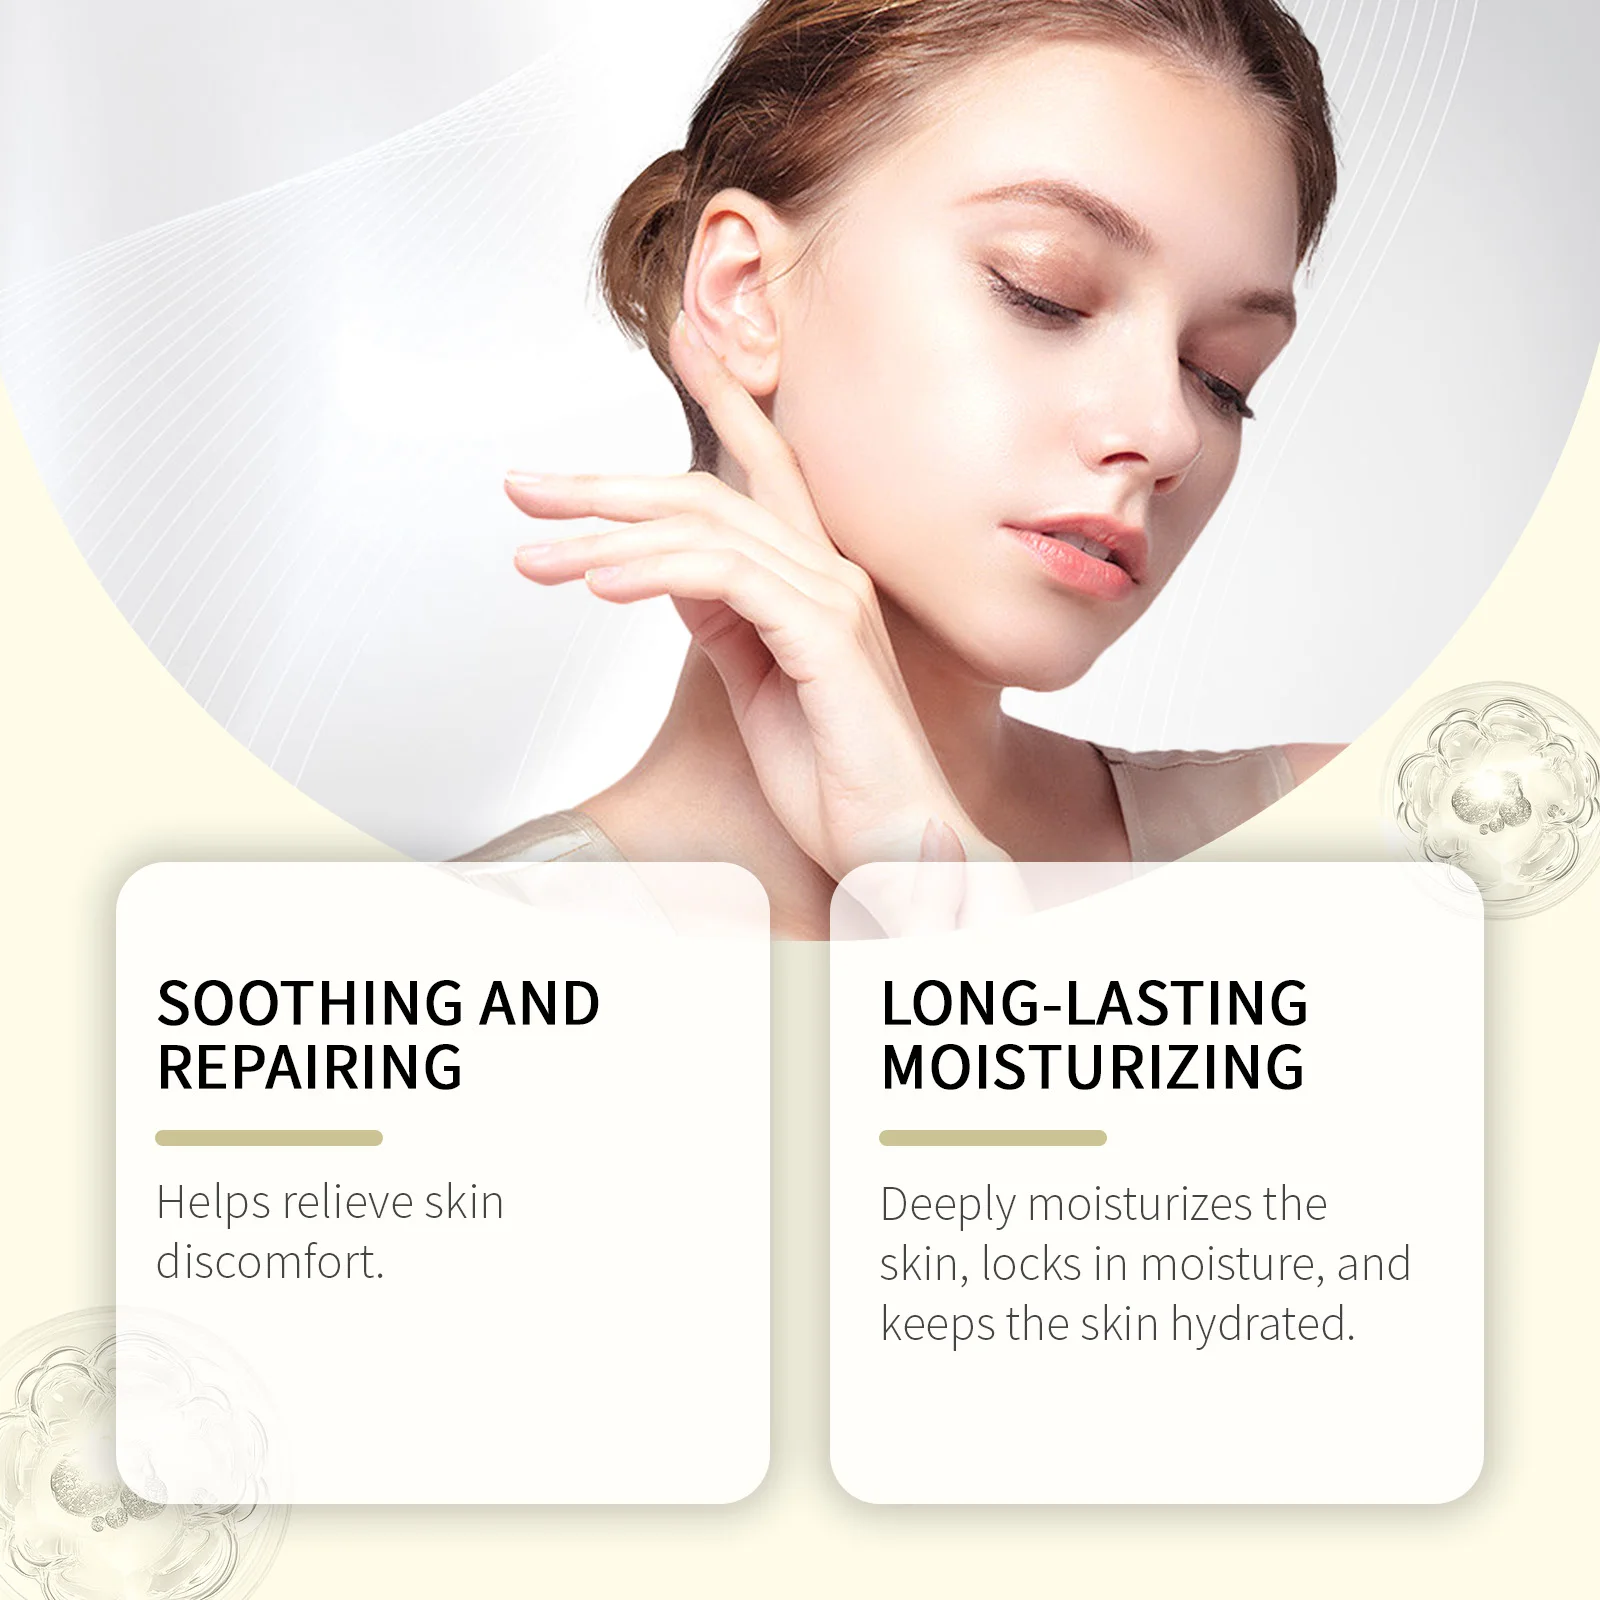 SOOTHING AND
REPAIRING
Helps relieve skin
discomfort.
LONG-LASTING
MOISTURIZING
Deeply moisturizes the
skin, locks in moisture, and
keeps the skin hydrated.